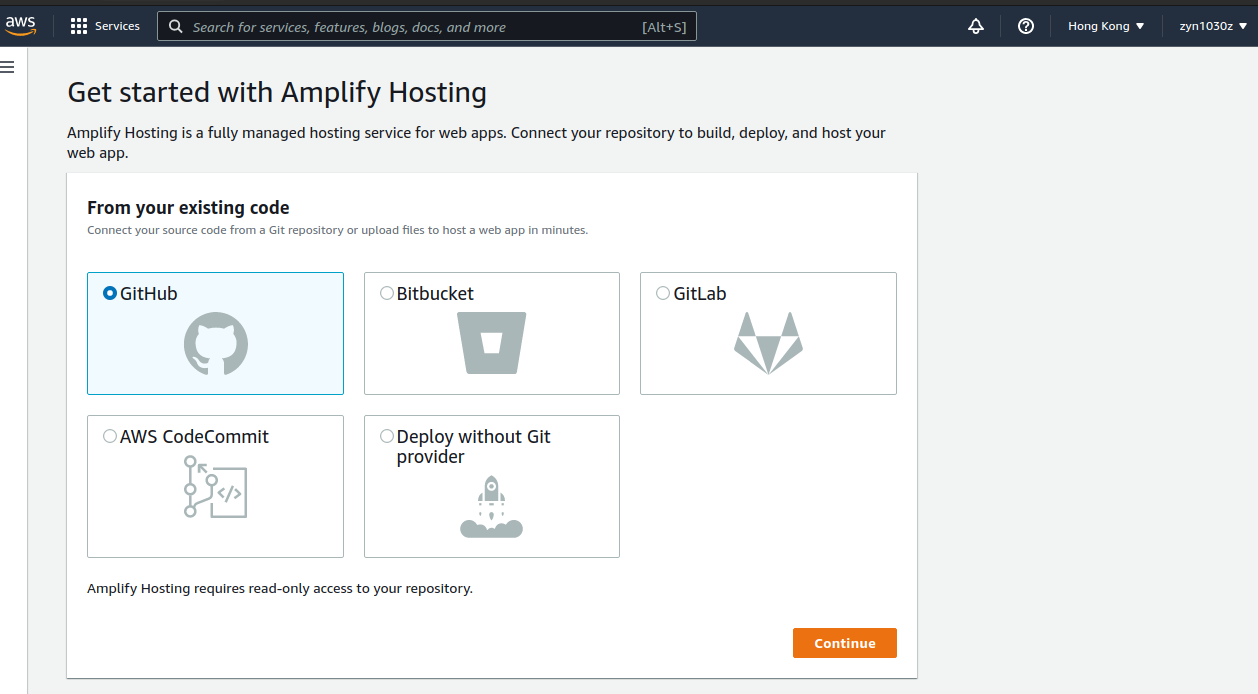 aws
Services
Search for services, features, blogs, docs, and more
[Alt+S]
Hong Kong
zyn1030z
Get started with Amplify Hosting
Amplify Hosting is a fully managed hosting service for web apps. Connect your repository to build, deploy, and host your
web app.
From your existing code
Connect your source code from a Git repository or upload files to host a web app in minutes.
GitHub
Bitbucket
GitLab
AWS CodeCommit
Deploy without Git
provider
Amplify Hosting requires read-only access to your repository.
Continue